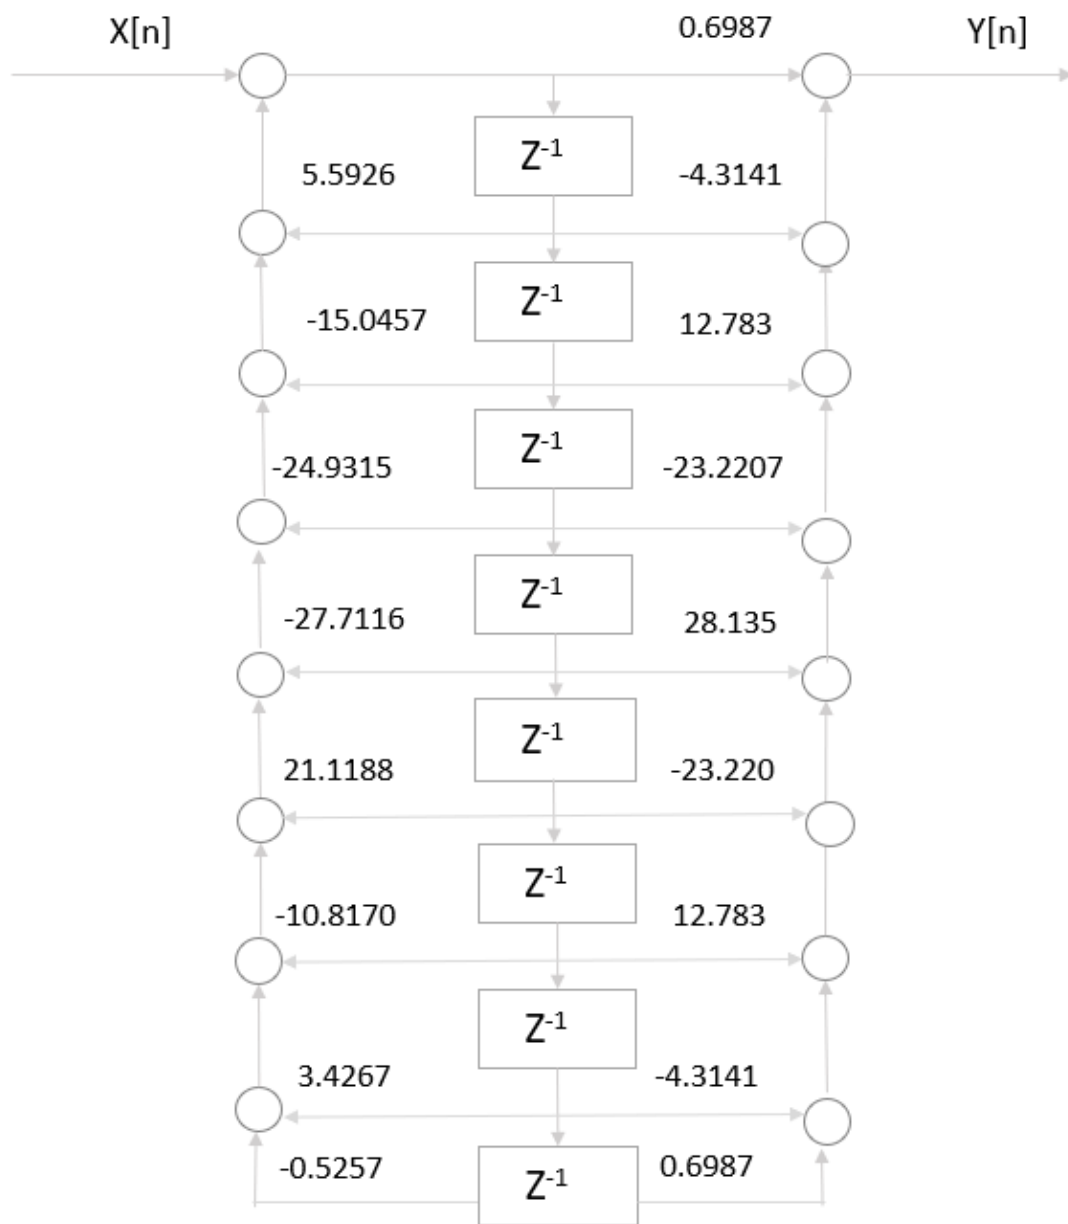 X[n] 0.6987 Y[n]
Z-1
5.5926 -4.3141
Z-1
-15.0457 12.783
Z-1
-24.9315 -23.2207
Z-1
-27.7116 28.135
Z-1
21.1188 -23.220
Z-1
-10.8170 12.783
Z-1
3.4267 -4.3141
Z-1
-0.5257 0.6987